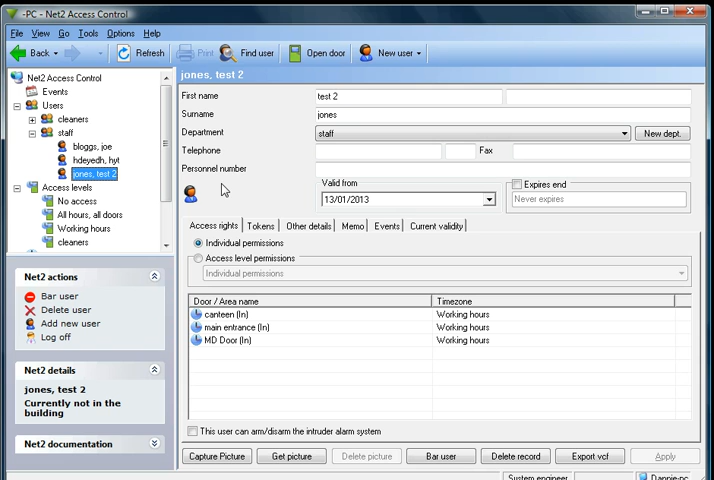 -PC - Net2 Access Control
File View Go Tools Options Help
Back Refresh Print Find user Open door New user
Net2 Access Control
Events
Users
cleaners
staff
bloggs, joe
hdeyedh, hyt
jones, test 2
Access levels
No access
All hours, all doors
Working hours
cleaners
Net2 actions
Bar user
Delete user
Add new user
Log off
Net2 details
jones, test 2
Currently not in the
building
Net2 documentation
jones, test 2
First name test 2
Surname jones
Department staff New dept.
Telephone Fax
Personnel number
Valid from Expires end
13/01/2013 Never expires
Access rights Tokens Other details Memo Events Current validity
Individual permissions
Access level permissions
Individual permissions
Door / Area name Timezone
canteen (In) Working hours
main entrance (In) Working hours
MD Door (In) Working hours
This user can arm/disarm the intruder alarm system
Capture Picture Get picture Delete picture Bar user Delete record Export vcf Apply
System engineer Dannie-pc